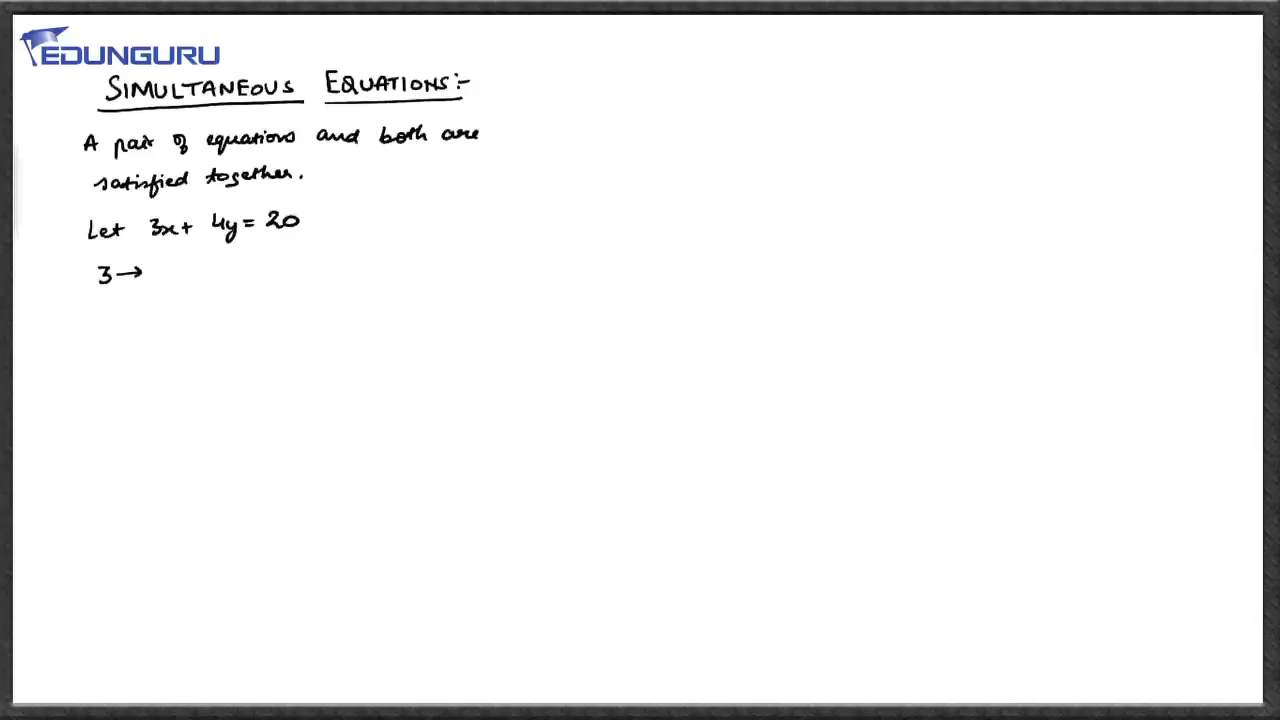 EDUNGURU
SIMULTANEOUS EQUATIONS:-
A pair of equations and both are
satisfied together.
Let 3x + 4y = 20
3 →